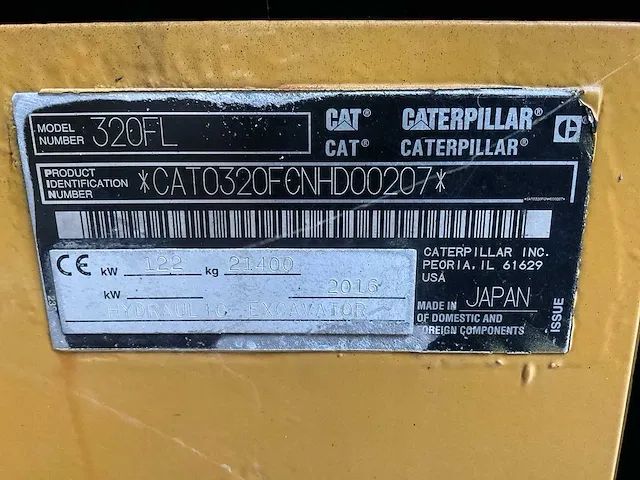 MODEL NUMBER 320FL
CAT® CATERPILLAR®
CAT® CATERPILLAR®
PRODUCT IDENTIFICATION NUMBER *CAT0320FCNHD00207*
CE kW 122 kg 21400
kW 2016
HYDRAULIC EXCAVATOR
CATERPILLAR INC.
PEORIA, IL 61629
USA
MADE IN JAPAN
OF DOMESTIC AND
FOREIGN COMPONENTS
ISSUE